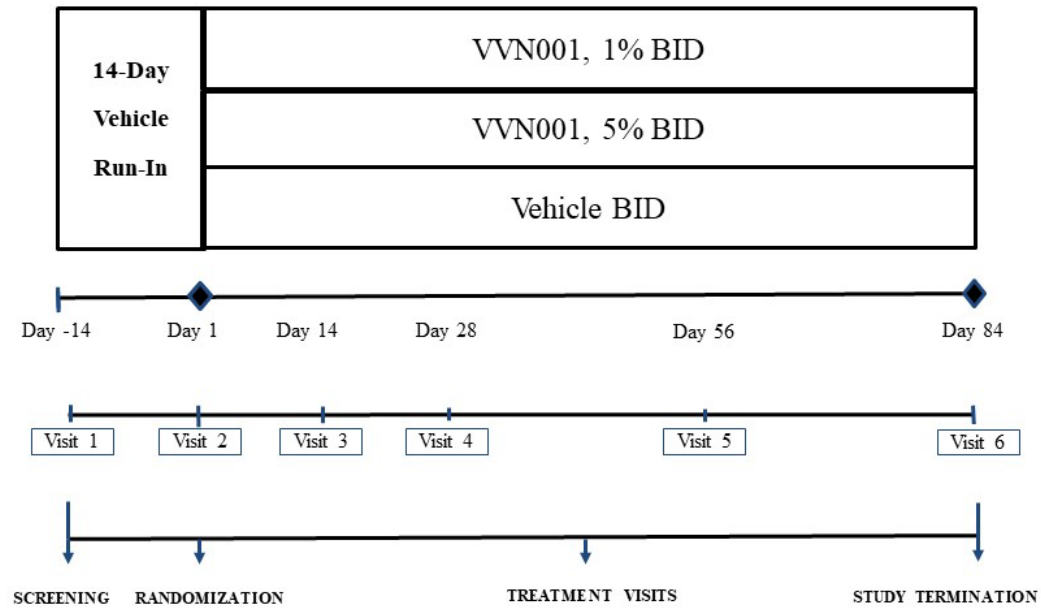 14-Day
Vehicle
Run-In
VVN001, 1% BID
VVN001, 5% BID
Vehicle BID
Day -14 Day 1 Day 14 Day 28 Day 56 Day 84
Visit 1 Visit 2 Visit 3 Visit 4 Visit 5 Visit 6
SCREENING RANDOMIZATION TREATMENT VISITS STUDY TERMINATION